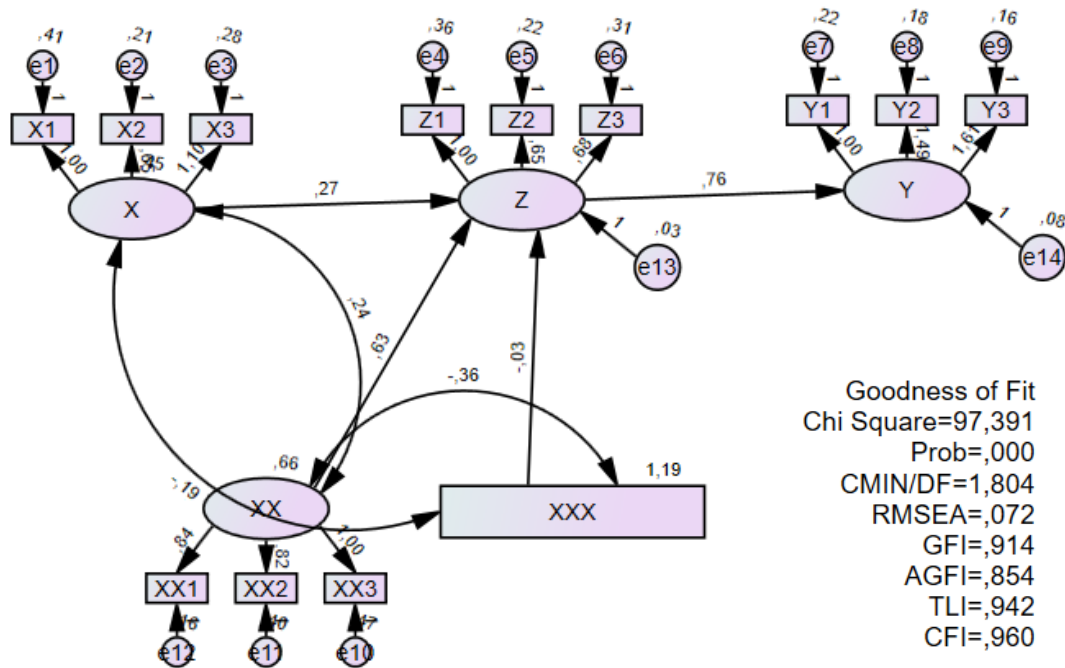 ,41 ,21 ,28
e1 e2 e3
1 1 1
X1 X2 X3
1,00 1,10
,45
X
,36 ,22 ,31
e4 e5 e6
1 1 1
Z1 Z2 Z3
1,00 ,65 ,68
Z
,22 ,18 ,16
e7 e8 e9
1 1 1
Y1 Y2 Y3
1,00 1,49 1,61
Y
,27
,76
1 ,03
e13
1 ,08
e14
,24
,63
-,03
-,36
-,19
,66
XX
1,19
XXX
,84 ,82 1,00
XX1 XX2 XX3
e12 e11 e10
Goodness of Fit
Chi Square=97,391
Prob=,000
CMIN/DF=1,804
RMSEA=,072
GFI=,914
AGFI=,854
TLI=,942
CFI=,960